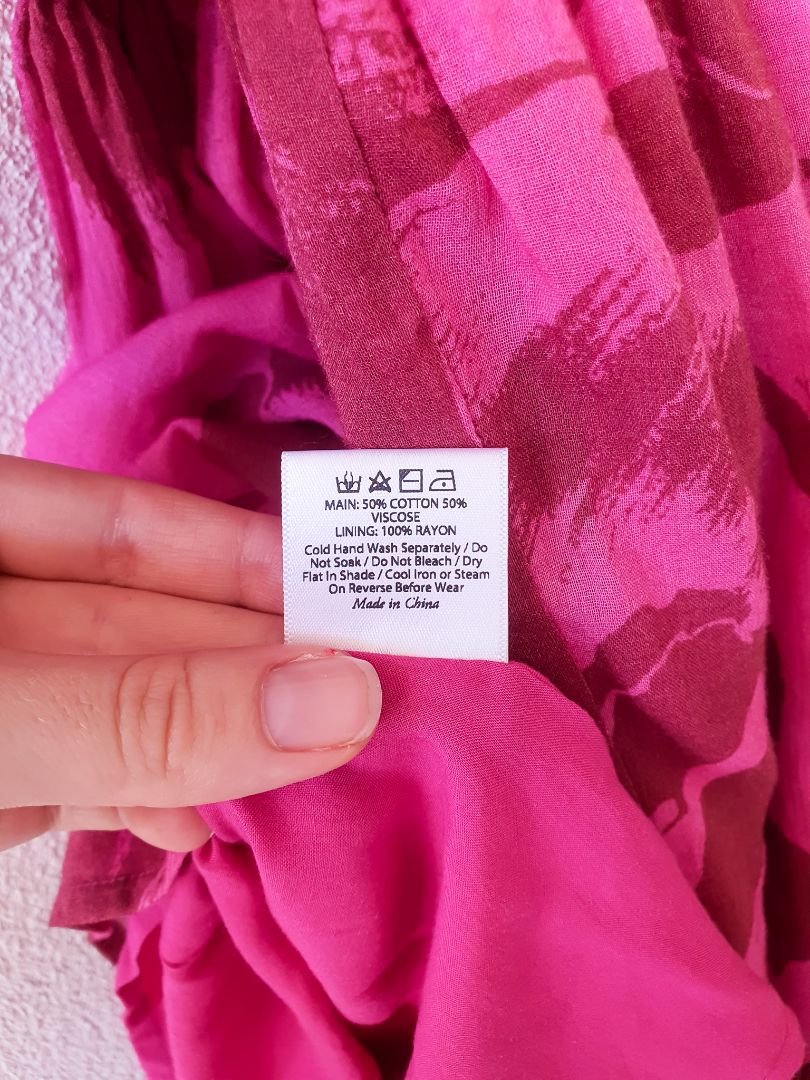 MAIN: 50% COTTON 50%
VISCOSE
LINING: 100% RAYON
Cold Hand Wash Separately / Do
Not Soak / Do Not Bleach / Dry
Flat In Shade / Cool Iron or Steam
On Reverse Before Wear
Made in China